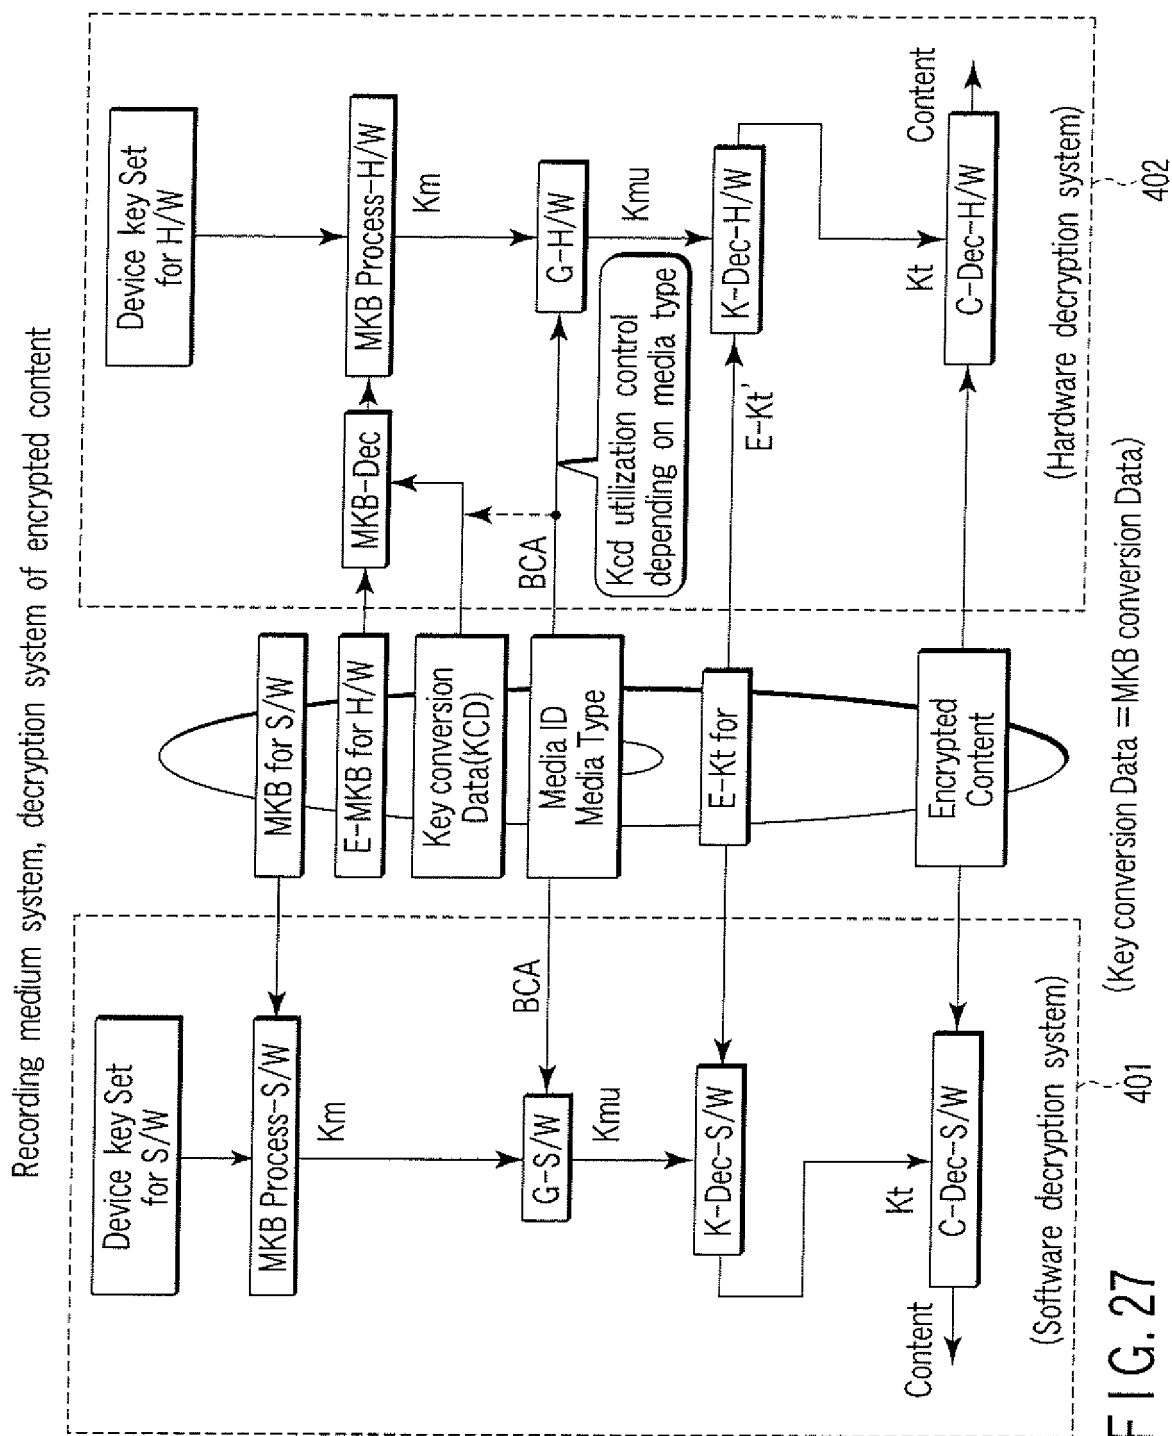 Recording medium system, decryption system of encrypted content
Device key Set
for S/W
MKB Process-S/W
Km
BCA
G-S/W
Kmu
K-Dec-S/W
Kt
C-Dec-S/W
Content
(Software decryption system)
401
MKB for S/W
E-MKB for H/W
Key conversion
Data(KCD)
Media ID
Media Type
E-Kt for
Encrypted
Content
Device key Set
for H/W
MKB Process-H/W
MKB-Dec
Km
BCA
G-H/W
Kcd utilization control
depending on media type
Kmu
E-Kt'
K-Dec-H/W
Kt
C-Dec-H/W
Content
(Hardware decryption system)
402
(Key conversion Data =MKB conversion Data)
FIG. 27